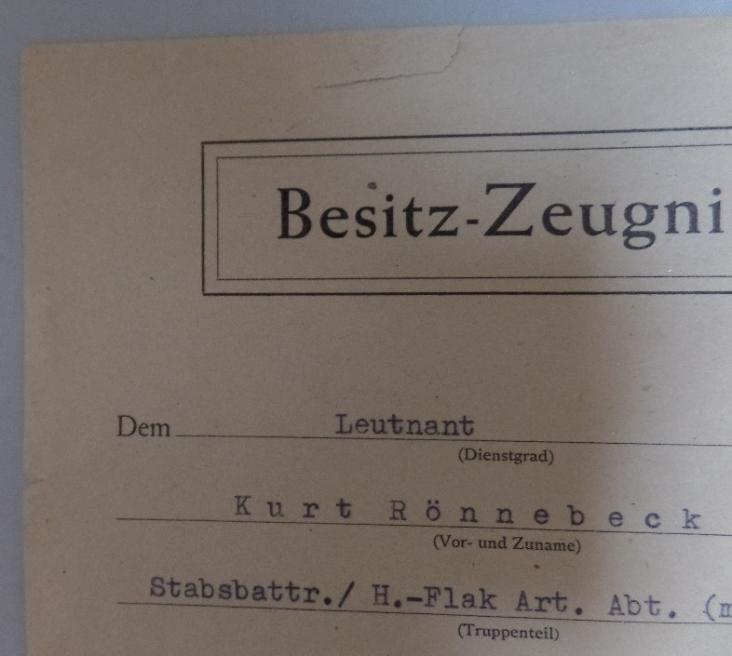 Besitz-Zeugni
Dem Leutnant
(Dienstgrad)
Kurt Rönnebeck
(Vor- und Zuname)
Stabsbattr./ H.-Flak Art. Abt. (m
(Truppenteil)